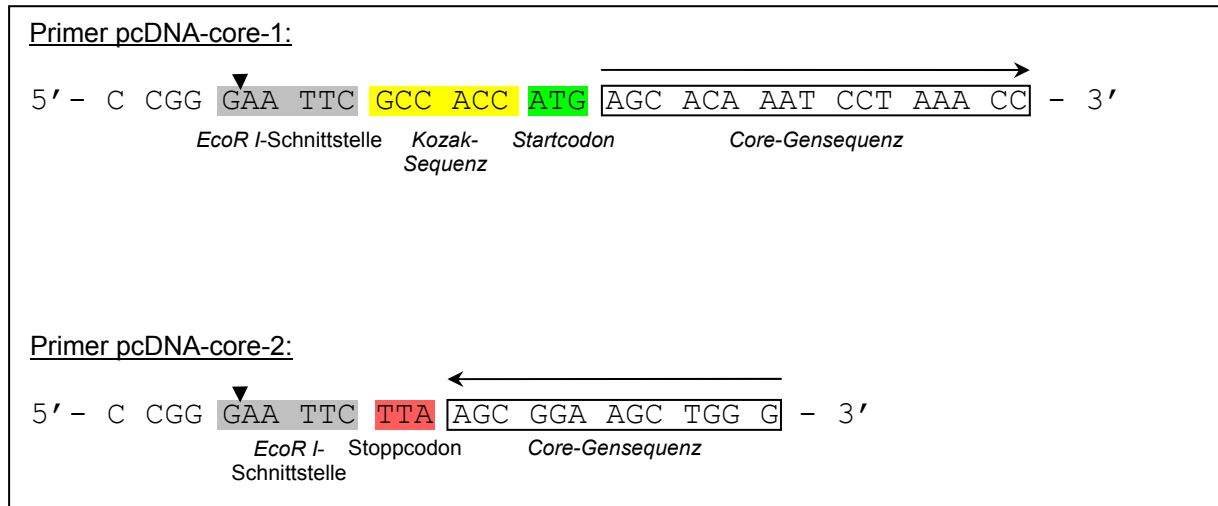 Primer pcDNA-core-1:
5′- C CGG GAA TTC GCC ACC ATG AGC ACA AAT CCT AAA CC - 3′
EcoR I-Schnittstelle Kozak- Startcodon Core-Gensequenz
Sequenz
Primer pcDNA-core-2:
5′- C CGG GAA TTC TTA AGC GGA AGC TGG G - 3′
EcoR I- Stoppcodon Core-Gensequenz
Schnittstelle